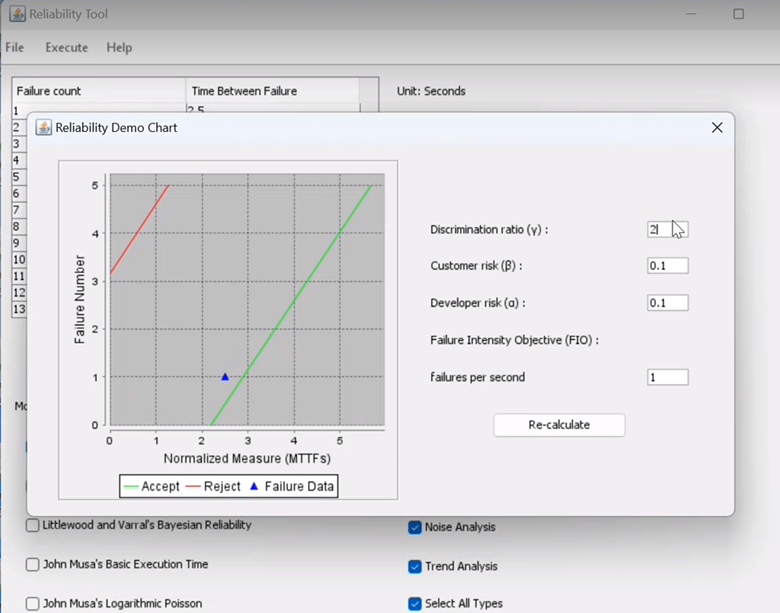 Reliability Tool
File Execute Help
Failure count Time Between Failure Unit: Seconds
1 2.5
Reliability Demo Chart
2
3
4
5
6
7
8
9
10
11
12
13
5
4
3
2
1
0
Failure Number
0 1 2 3 4 5
Normalized Measure (MTTFs)
Accept Reject Failure Data
Discrimination ratio (γ) : 2
Customer risk (β) : 0.1
Developer risk (α) : 0.1
Failure Intensity Objective (FIO) :
failures per second 1
Re-calculate
Littlewood and Varral's Bayesian Reliability Noise Analysis
John Musa's Basic Execution Time Trend Analysis
John Musa's Logarithmic Poisson Select All Types